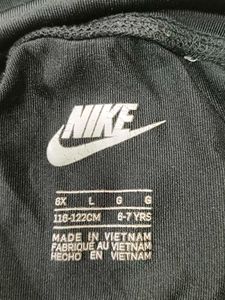 NIKE
6X L G G
116-122CM 6-7 YRS
MADE IN VIETNAM
FABRIQUÉ AU VIETNAM
HECHO EN VIETNAM